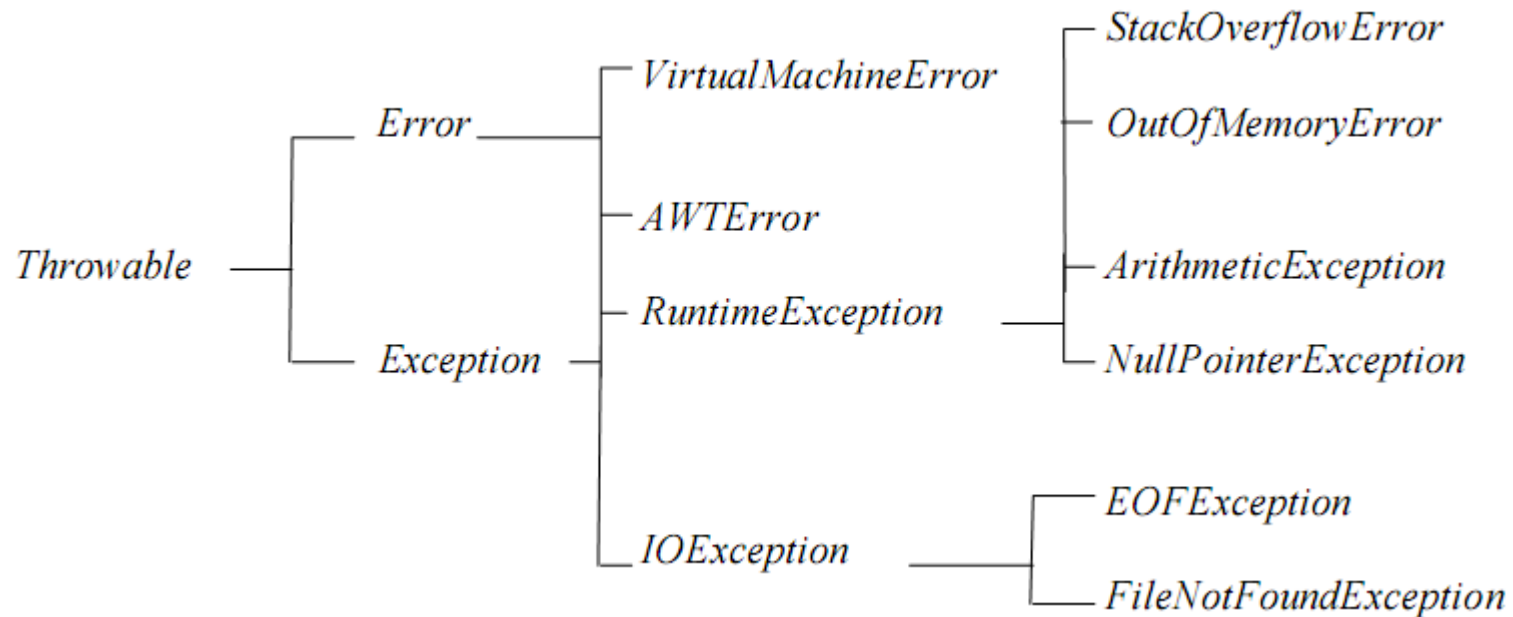 Throwable
Error
Exception
VirtualMachineError
AWTError
RuntimeException
IOException
StackOverflowError
OutOfMemoryError
ArithmeticException
NullPointerException
EOFException
FileNotFoundException